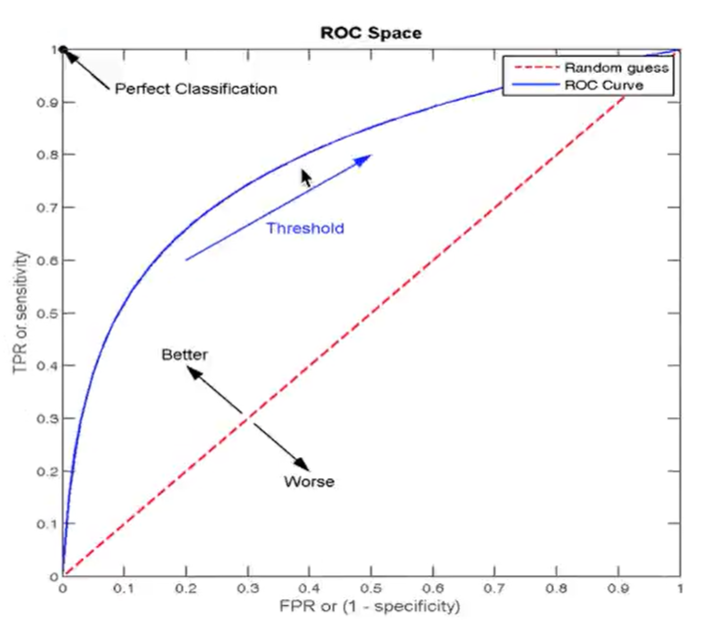 ROC Space
Random guess
ROC Curve
Perfect Classification
Threshold
Better
Worse
TPR or sensitivity
1
0.9
0.8
0.7
0.6
0.5
0.4
0.3
0.2
0.1
0
0 0.1 0.2 0.3 0.4 0.5 0.6 0.7 0.8 0.9 1
FPR or (1 - specificity)